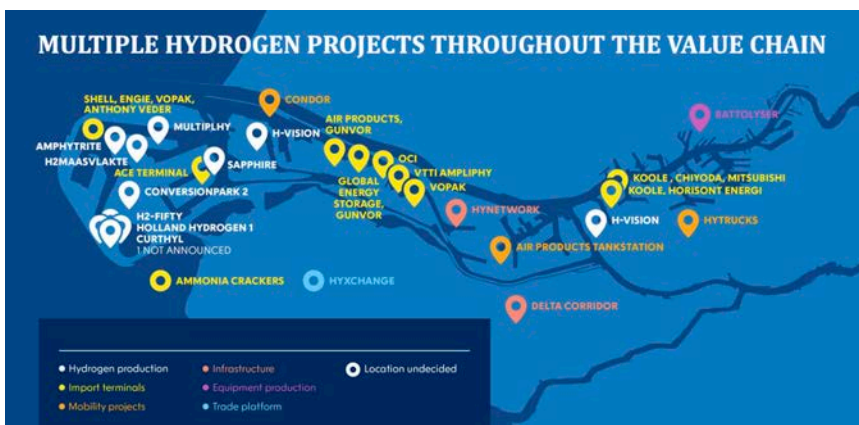 MULTIPLE HYDROGEN PROJECTS THROUGHOUT THE VALUE CHAIN
SHELL, ENGIE, VOPAK,
ANTHONY VEDER
CONDOR
BATTOLYSER
AMPHYTRITE
MULTIPLHY
H-VISION
AIR PRODUCTS,
GUNVOR
H2MAASVLAKTE
ACE TERMINAL
SAPPHIRE
OCI
VTTI AMPLIPHY
VOPAK
GLOBAL
ENERGY
STORAGE,
GUNVOR
KOOLE , CHIYODA, MITSUBISHI
KOOLE, HORISONT ENERGI
CONVERSIONPARK 2
HYNETWORK
H-VISION
HYTRUCKS
H2-FIFTY
HOLLAND HYDROGEN 1
CURTHYL
1 NOT ANNOUNCED
AIR PRODUCTS TANKSTATION
AMMONIA CRACKERS
HYXCHANGE
DELTA CORRIDOR
Hydrogen production
Infrastructure
Location undecided
Import terminals
Equipment production
Mobility projects
Trade platform